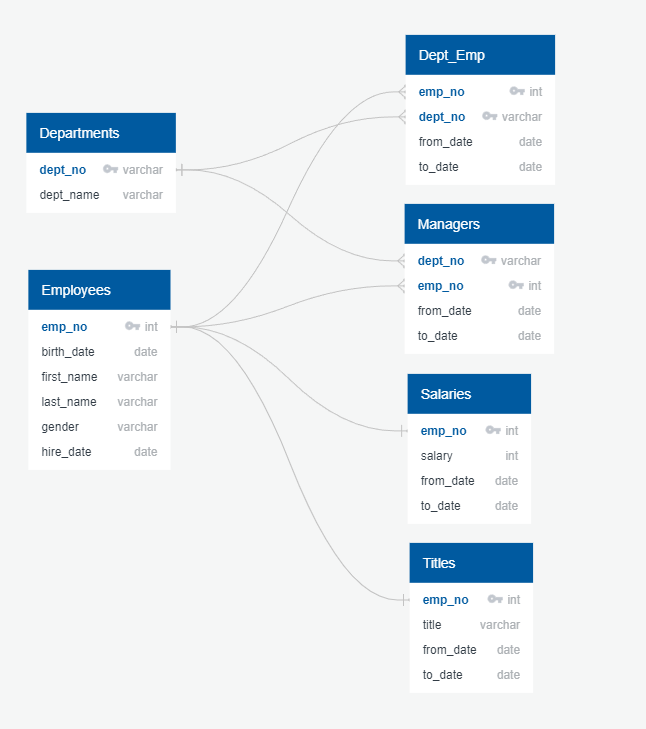 Departments
dept_no varchar
dept_name varchar
Employees
emp_no int
birth_date date
first_name varchar
last_name varchar
gender varchar
hire_date date
Dept_Emp
emp_no int
dept_no varchar
from_date date
to_date date
Managers
dept_no varchar
emp_no int
from_date date
to_date date
Salaries
emp_no int
salary int
from_date date
to_date date
Titles
emp_no int
title varchar
from_date date
to_date date